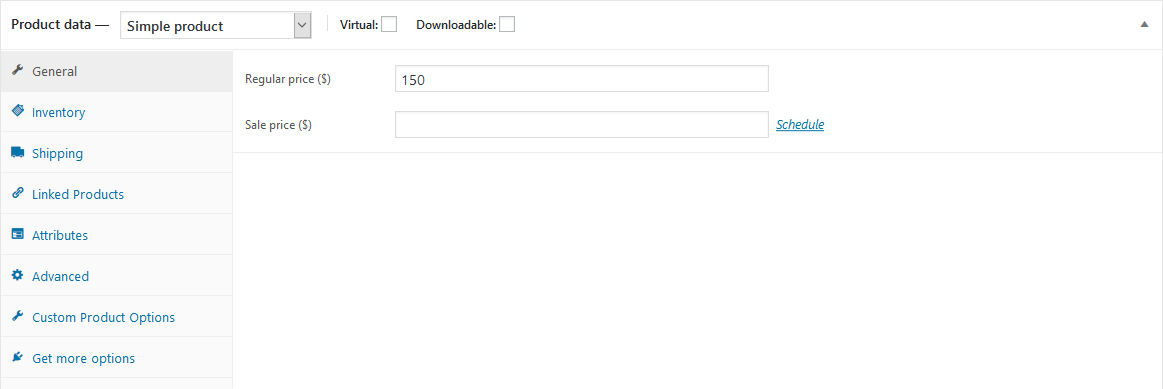 Product data — Simple product Virtual: Downloadable:
General
Regular price ($) 150
Inventory
Sale price ($) Schedule
Shipping
Linked Products
Attributes
Advanced
Custom Product Options
Get more options